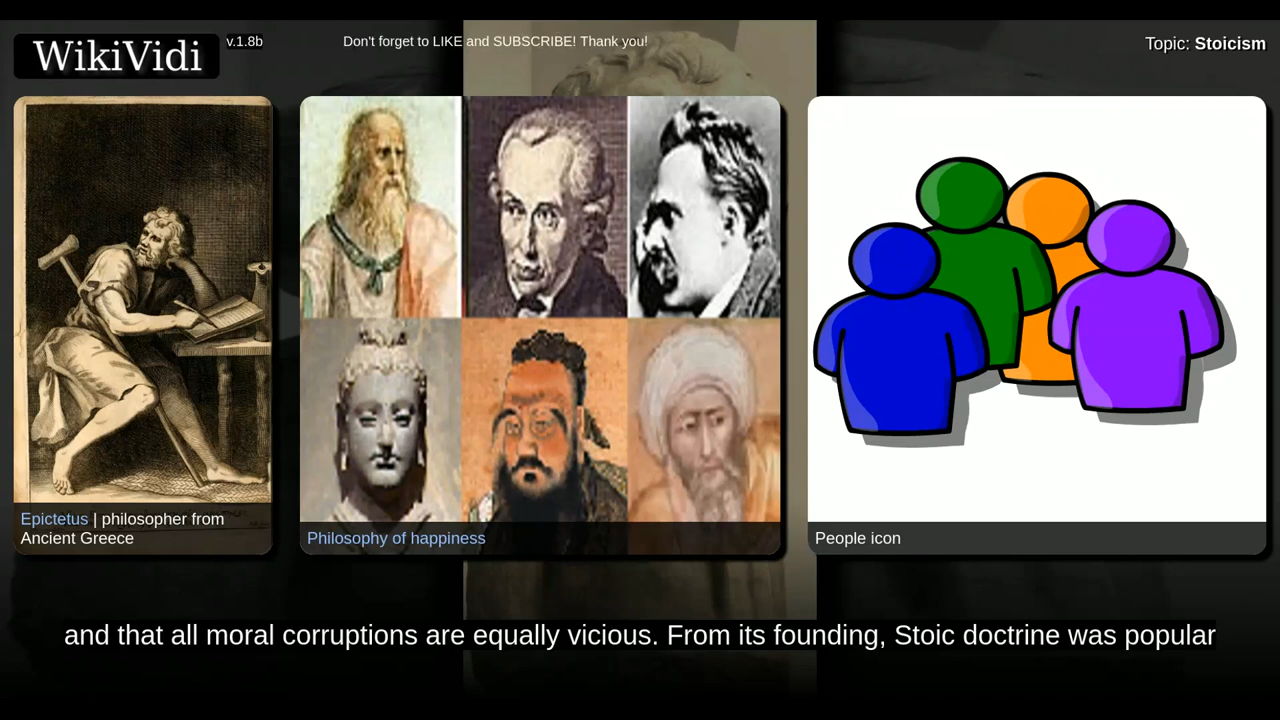 WikiVidi
v.1.8b
Don't forget to LIKE and SUBSCRIBE! Thank you!
Topic: Stoicism
Epictetus | philosopher from
Ancient Greece
Philosophy of happiness
People icon
and that all moral corruptions are equally vicious. From its founding, Stoic doctrine was popular